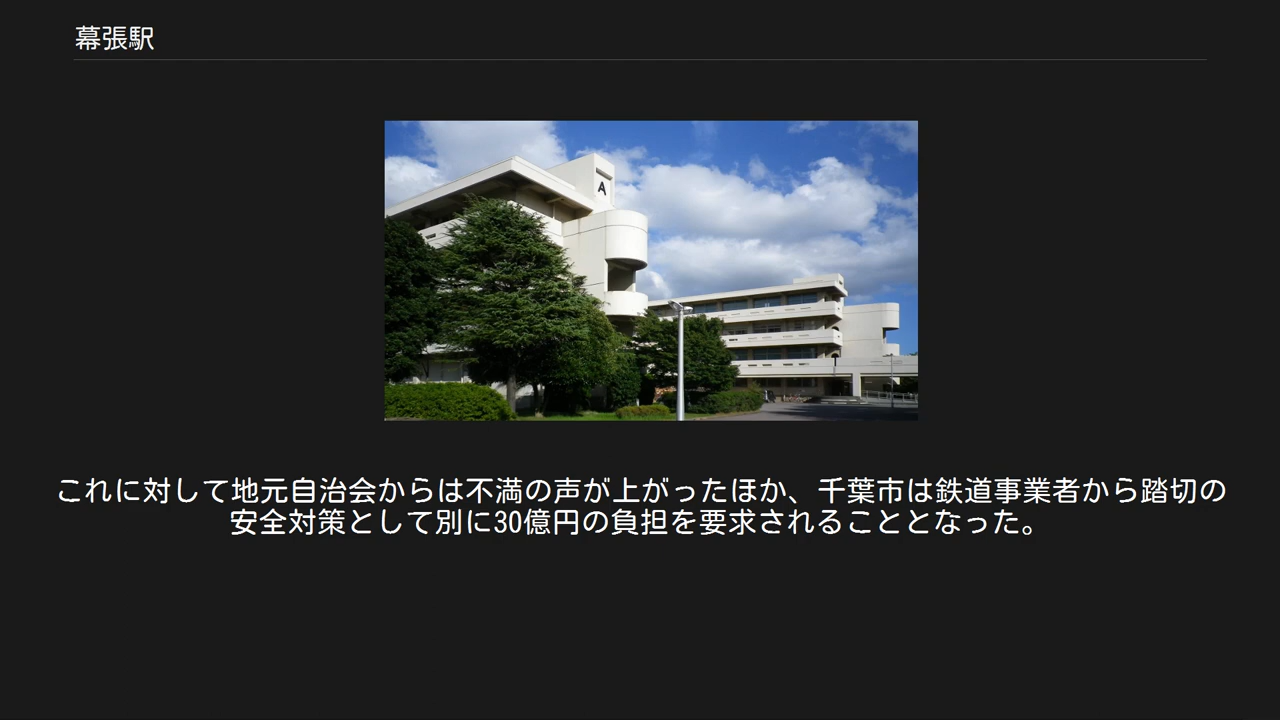 幕張駅
A
これに対して地元自治会からは不満の声が上がったほか、千葉市は鉄道事業者から踏切の
安全対策として別に30億円の負担を要求されることとなった。